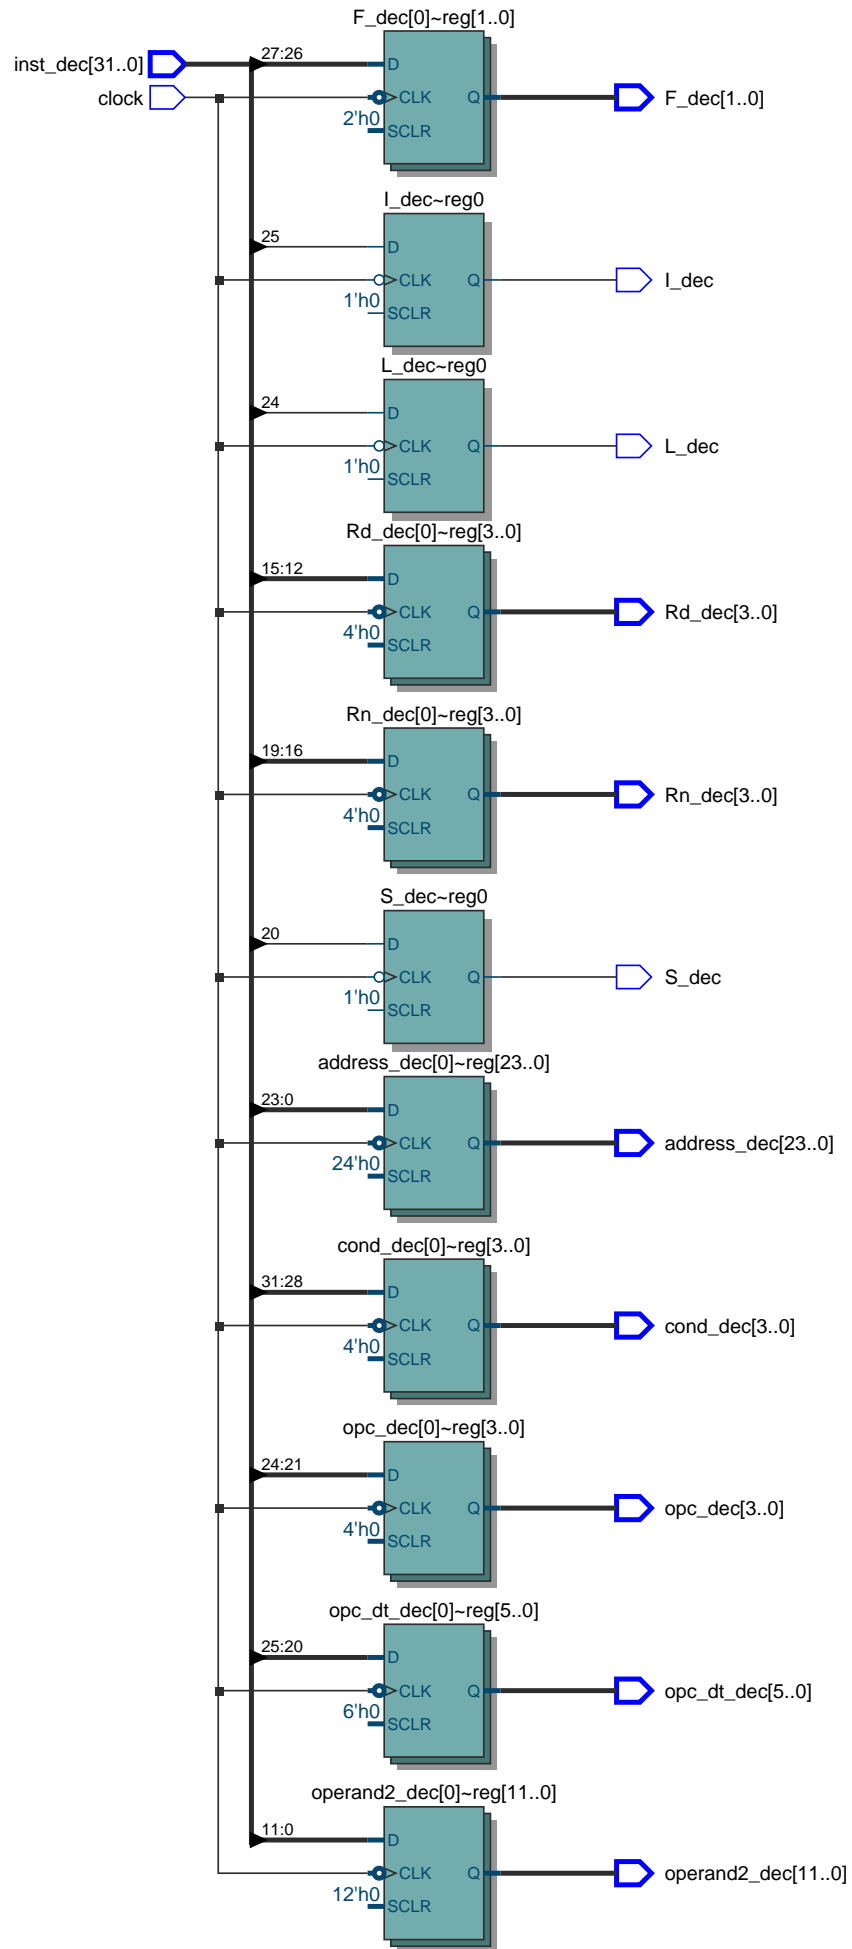 F_dec[0]~reg[1..0]
inst_dec[31..0] 27:26 D
clock CLK Q F_dec[1..0]
2'h0 SCLR
I_dec~reg0
25 D
CLK Q I_dec
1'h0 SCLR
L_dec~reg0
24 D
CLK Q L_dec
1'h0 SCLR
Rd_dec[0]~reg[3..0]
15:12 D
CLK Q Rd_dec[3..0]
4'h0 SCLR
Rn_dec[0]~reg[3..0]
19:16 D
CLK Q Rn_dec[3..0]
4'h0 SCLR
S_dec~reg0
20 D
CLK Q S_dec
1'h0 SCLR
address_dec[0]~reg[23..0]
23:0 D
CLK Q address_dec[23..0]
24'h0 SCLR
cond_dec[0]~reg[3..0]
31:28 D
CLK Q cond_dec[3..0]
4'h0 SCLR
opc_dec[0]~reg[3..0]
24:21 D
CLK Q opc_dec[3..0]
4'h0 SCLR
opc_dt_dec[0]~reg[5..0]
25:20 D
CLK Q opc_dt_dec[5..0]
6'h0 SCLR
operand2_dec[0]~reg[11..0]
11:0 D
CLK Q operand2_dec[11..0]
12'h0 SCLR